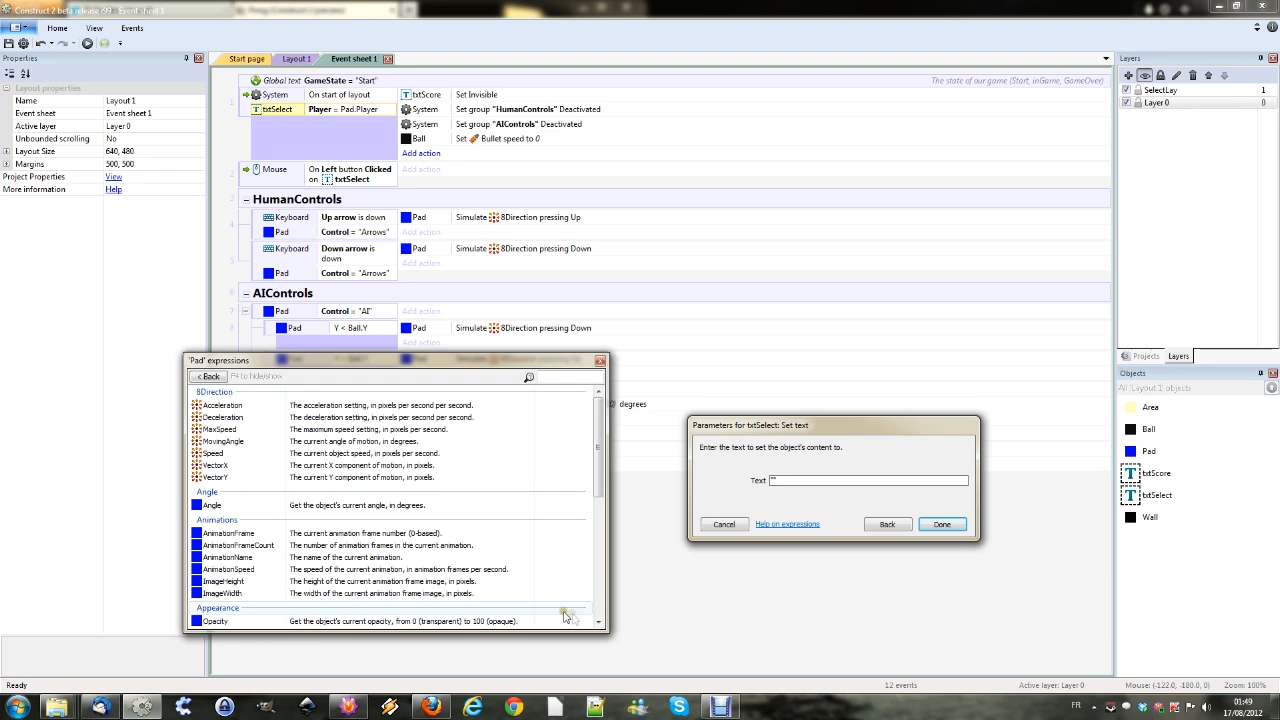 Construct 2 beta release r99 - Event sheet 1
Home View Events
Properties
Layout properties
Name Layout 1
Event sheet Event sheet 1
Active layer Layer 0
Unbounded scrolling No
Layout Size 640, 480
Margins 500, 500
Project Properties View
More information Help
Start page Layout 1 Event sheet 1
Global text GameState = "Start" The state of our game (Start, inGame, GameOver)
1 System On start of layout txtScore Set Invisible
txtSelect Player = Pad.Player System Set group "HumanControls" Deactivated
System Set group "AIControls" Deactivated
Ball Set Bullet speed to 0
Add action
2 Mouse On Left button Clicked on txtSelect Add action
3 HumanControls
4 Keyboard Up arrow is down Pad Simulate 8Direction pressing Up
Pad Control = "Arrows" Add action
5 Keyboard Down arrow is down Pad Simulate 8Direction pressing Down
Add action
Pad Control = "Arrows"
6 AIControls
7 Pad Control = "AI" Add action
8 Pad Y < Ball.Y Pad Simulate 8Direction pressing Down
degrees
'Pad' expressions
< Back F4 to hide/show
8Direction
Acceleration The acceleration setting, in pixels per second per second.
Deceleration The deceleration setting, in pixels per second per second.
MaxSpeed The maximum speed setting, in pixels per second.
MovingAngle The current angle of motion, in degrees.
Speed The current object speed, in pixels per second.
VectorX The current X component of motion, in pixels.
VectorY The current Y component of motion, in pixels.
Angle
Angle Get the object's current angle, in degrees.
Animations
AnimationFrame The current animation frame number (0-based).
AnimationFrameCount The number of animation frames in the current animation.
AnimationName The name of the current animation.
AnimationSpeed The speed of the current animation, in animation frames per second.
ImageHeight The height of the current animation frame image, in pixels.
ImageWidth The width of the current animation frame image, in pixels.
Appearance
Opacity Get the object's current opacity, from 0 (transparent) to 100 (opaque).
Parameters for txtSelect: Set text
Enter the text to set the object's content to.
Text ""
Cancel Help on expressions Back Done
Layers
SelectLay 1
Layer 0 0
Projects Layers
Objects
All 'Layout 1' objects
Area
Ball
Pad
txtScore
txtSelect
Wall
Ready 12 events Active layer: Layer 0 Mouse: (-122.0, -180.0, 0) Zoom: 100%
FR 01:49
17/08/2012